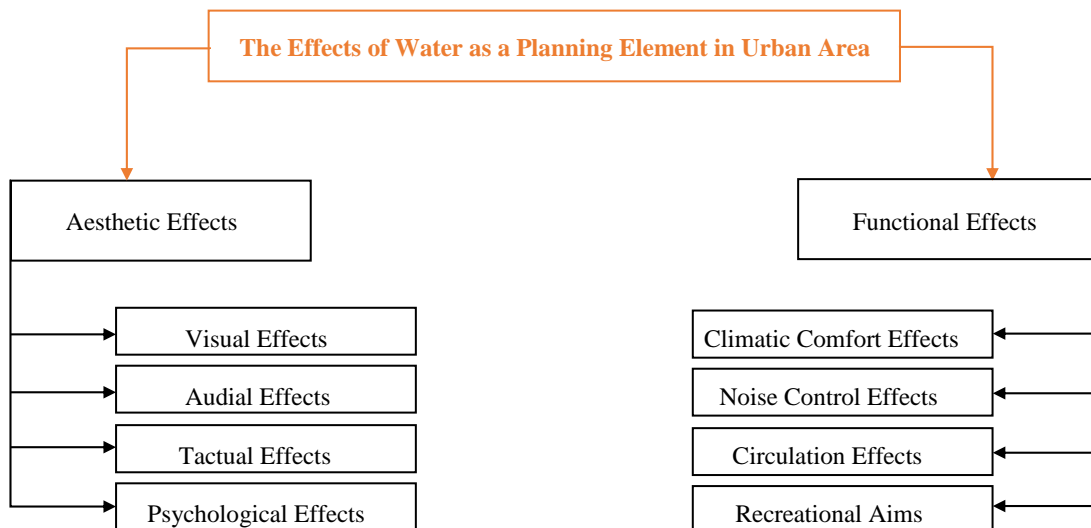 The Effects of Water as a Planning Element in Urban Area
Aesthetic Effects
Functional Effects
Visual Effects
Audial Effects
Tactual Effects
Psychological Effects
Climatic Comfort Effects
Noise Control Effects
Circulation Effects
Recreational Aims